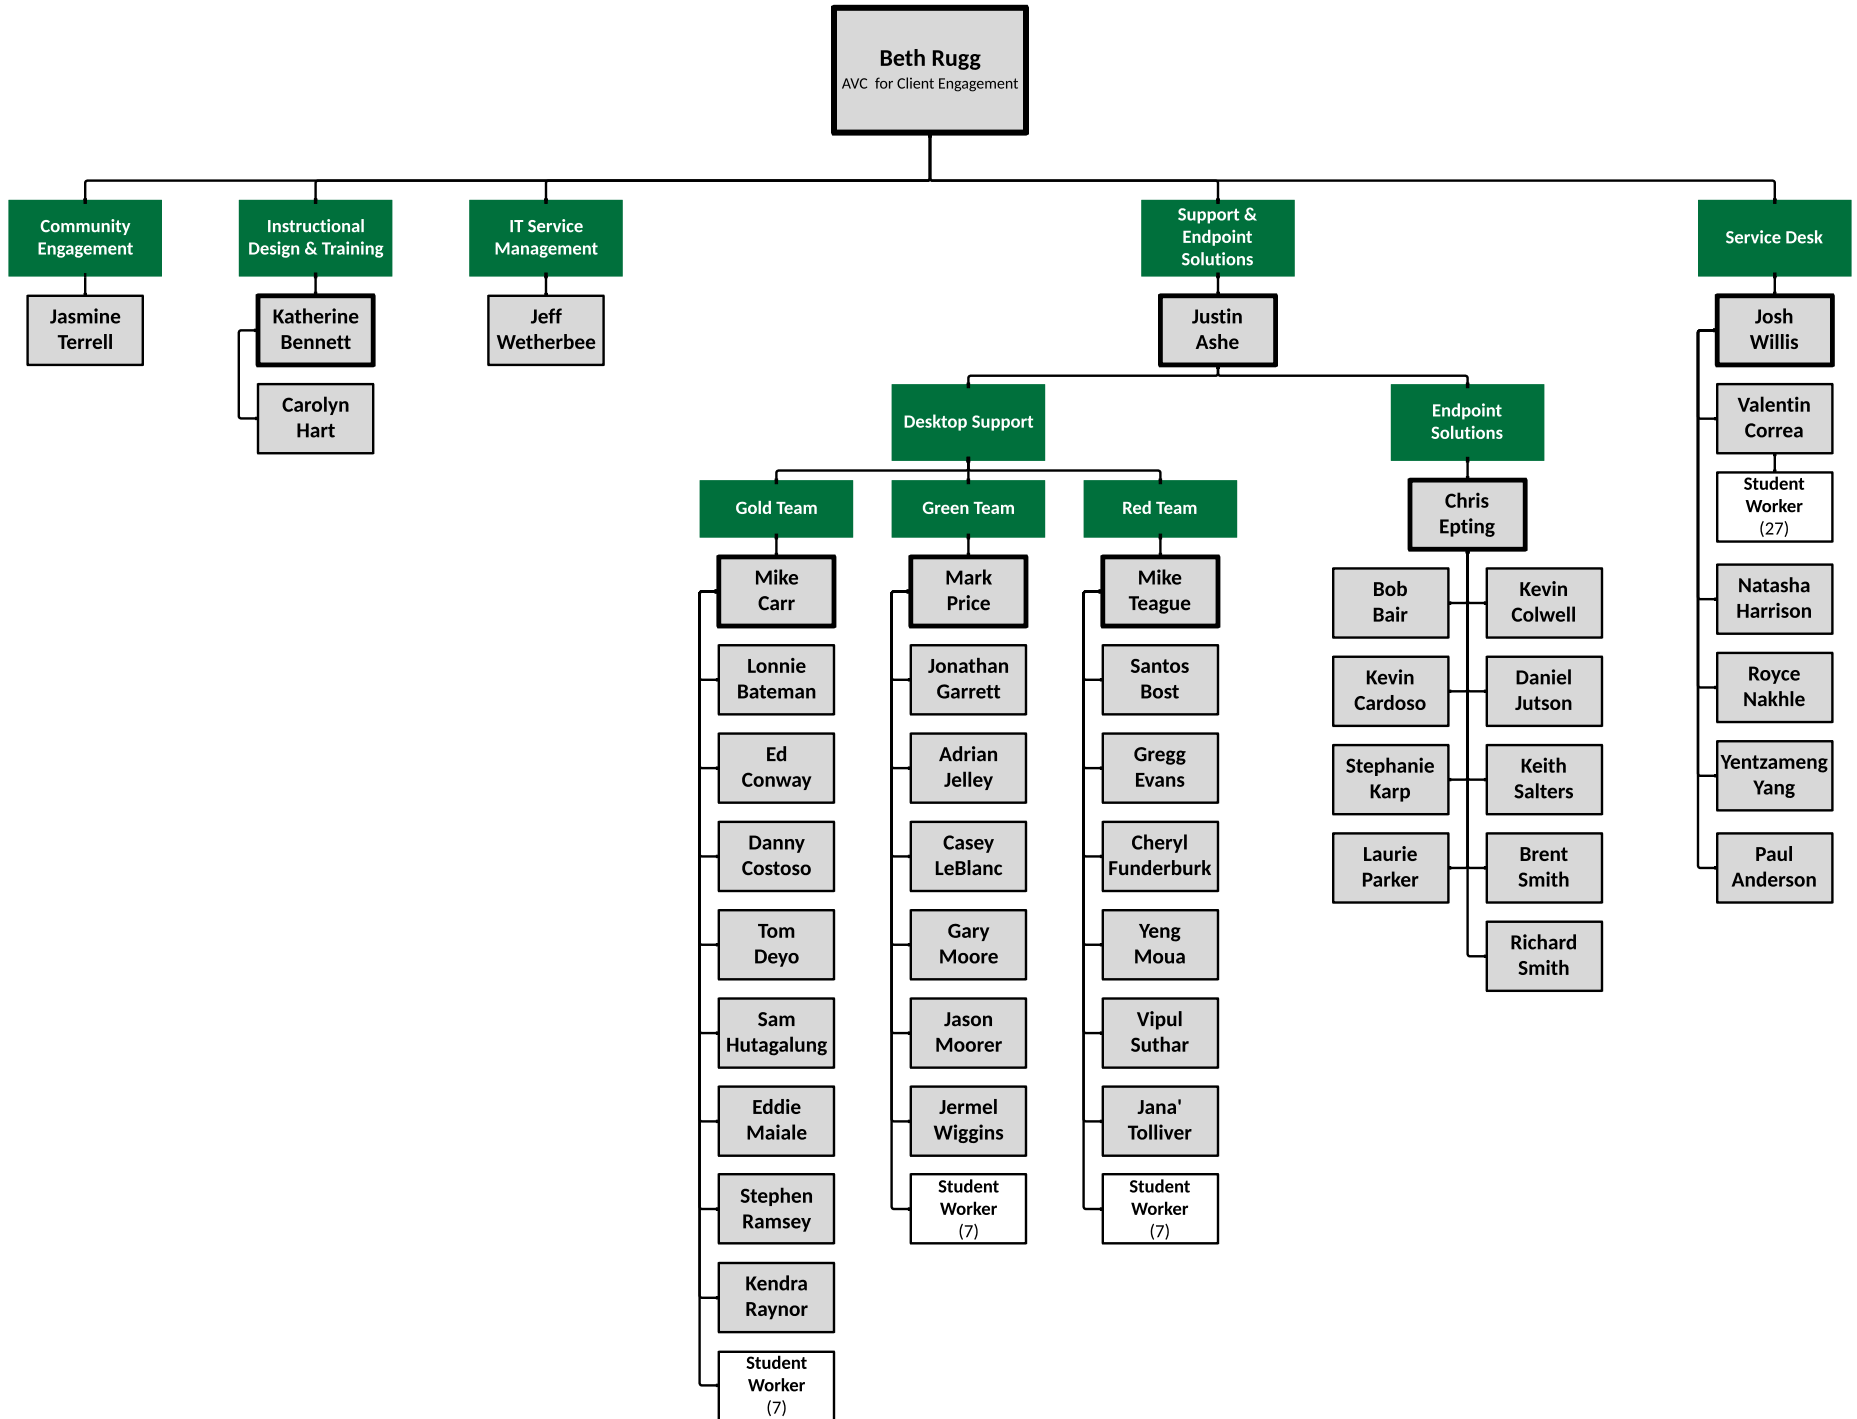 Beth Rugg
AVC for Client Engagement
Community
Engagement
Jasmine
Terrell
Instructional
Design & Training
Katherine
Bennett
Carolyn
Hart
IT Service
Management
Jeff
Wetherbee
Support &
Endpoint
Solutions
Justin
Ashe
Desktop Support
Gold Team
Mike
Carr
Lonnie
Bateman
Ed
Conway
Danny
Costoso
Tom
Deyo
Sam
Hutagalung
Eddie
Maiale
Stephen
Ramsey
Kendra
Raynor
Student
Worker
(7)
Green Team
Mark
Price
Jonathan
Garrett
Adrian
Jelley
Casey
LeBlanc
Gary
Moore
Jason
Moorer
Jermel
Wiggins
Student
Worker
(7)
Red Team
Mike
Teague
Santos
Bost
Gregg
Evans
Cheryl
Funderburk
Yeng
Moua
Vipul
Suthar
Jana'
Tolliver
Student
Worker
(7)
Endpoint
Solutions
Chris
Epting
Bob
Bair
Kevin
Colwell
Kevin
Cardoso
Daniel
Jutson
Stephanie
Karp
Keith
Salters
Laurie
Parker
Brent
Smith
Richard
Smith
Service Desk
Josh
Willis
Valentin
Correa
Student
Worker
(27)
Natasha
Harrison
Royce
Nakhle
Yentzameng
Yang
Paul
Anderson